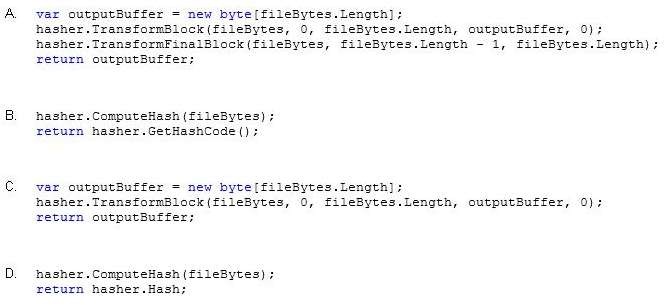 A. var outputBuffer = new byte[fileBytes.Length];
hasher.TransformBlock(fileBytes, 0, fileBytes.Length, outputBuffer, 0);
hasher.TransformFinalBlock(fileBytes, fileBytes.Length - 1, fileBytes.Length);
return outputBuffer;
B. hasher.ComputeHash(fileBytes);
return hasher.GetHashCode();
C. var outputBuffer = new byte[fileBytes.Length];
hasher.TransformBlock(fileBytes, 0, fileBytes.Length, outputBuffer, 0);
return outputBuffer;
D. hasher.ComputeHash(fileBytes);
return hasher.Hash;